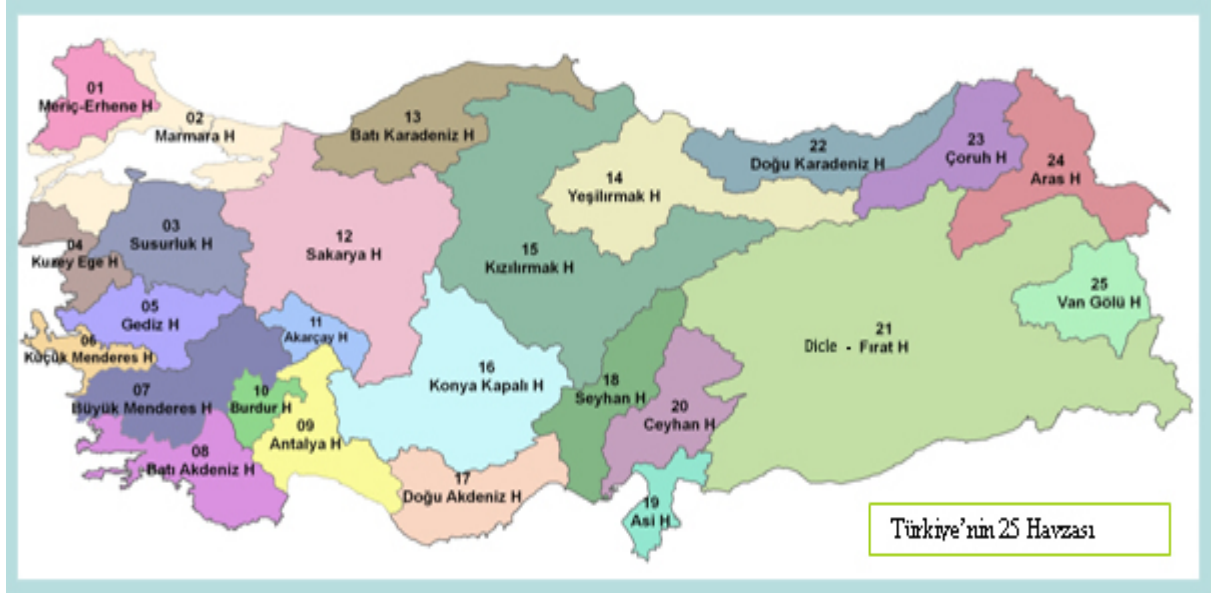 01
Meriç-Erhene H
02
Marmara H
03
Susurluk H
04
Kuzey Ege H
05
Gediz H
06
Küçük Menderes H
07
Büyük Menderes H
08
Batı Akdeniz H
09
Antalya H
10
Burdur H
11
Akarçay H
12
Sakarya H
13
Batı Karadeniz H
14
Yeşilırmak H
15
Kızılırmak H
16
Konya Kapalı H
17
Doğu Akdeniz H
18
Seyhan H
19
Asi H
20
Ceyhan H
21
Dicle - Fırat H
22
Doğu Karadeniz H
23
Çoruh H
24
Aras H
25
Van Gölü H
Türkiye'nin 25 Havzası